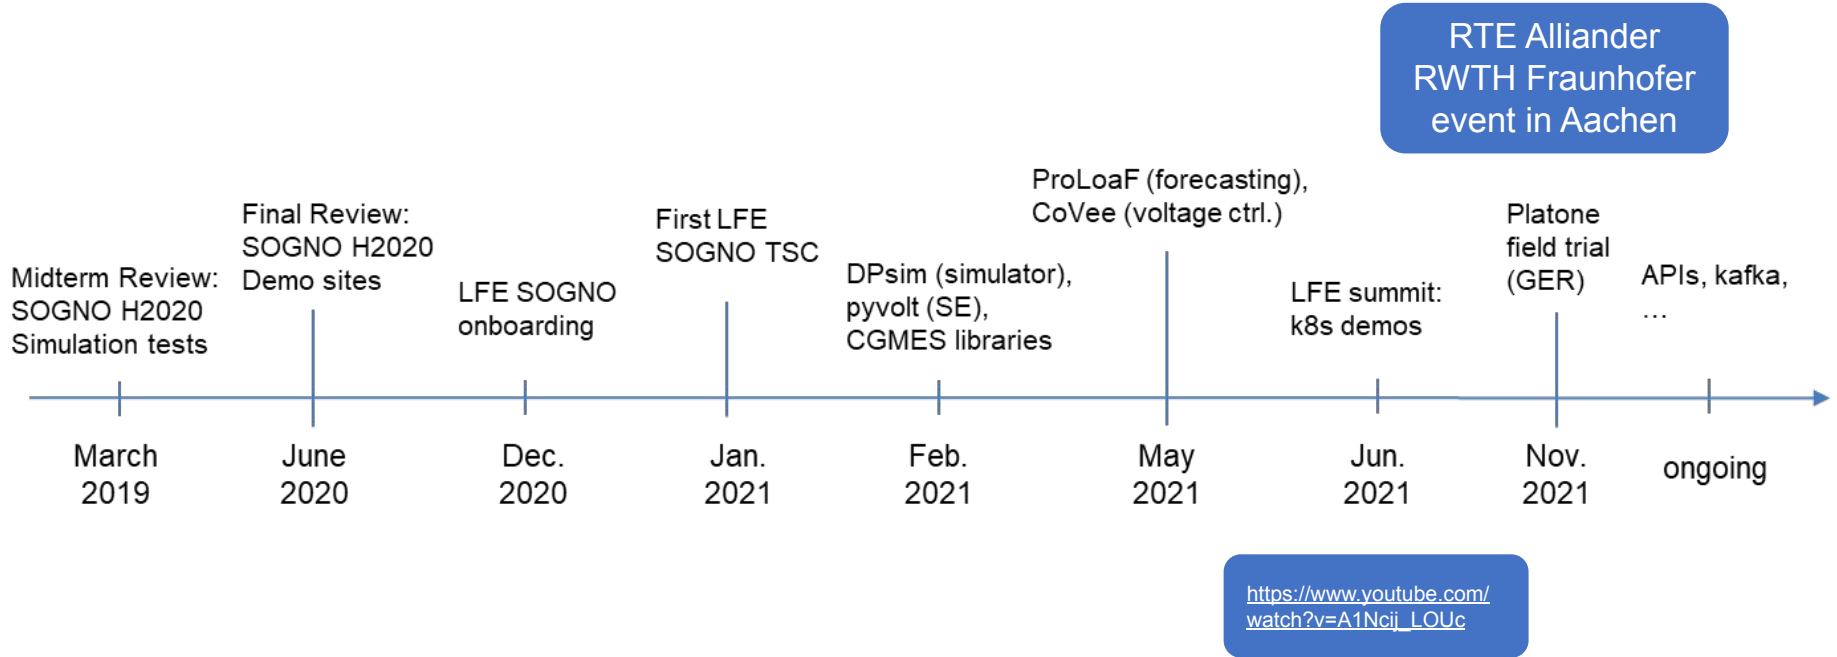 RTE Alliander
RWTH Fraunhofer
event in Aachen
Midterm Review:
SOGNO H2020
Simulation tests
Final Review:
SOGNO H2020
Demo sites
LFE SOGNO
onboarding
First LFE
SOGNO TSC
DPsim (simulator),
pyvolt (SE),
CGMES libraries
ProLoaF (forecasting),
CoVee (voltage ctrl.)
LFE summit:
k8s demos
Platone
field trial
(GER)
APIs, kafka,
…
March
2019
June
2020
Dec.
2020
Jan.
2021
Feb.
2021
May
2021
Jun.
2021
Nov.
2021
ongoing
https://www.youtube.com/
watch?v=A1Ncij_LOUc